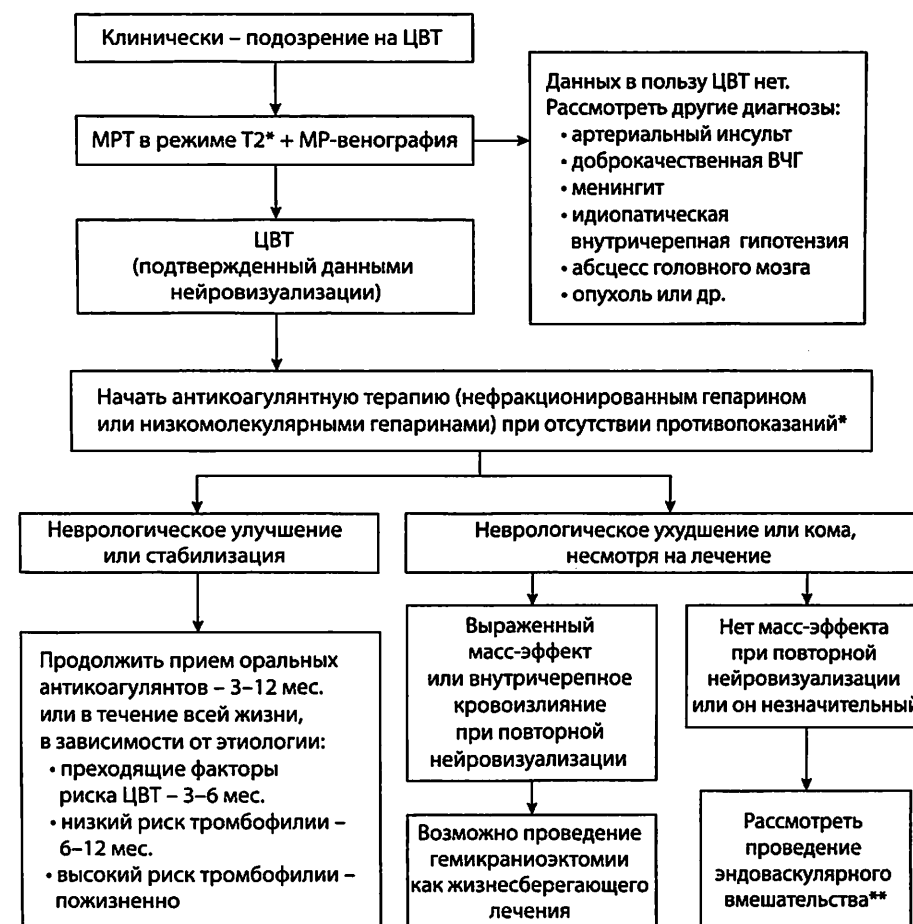 Клинически – подозрение на ЦВТ
МРТ в режиме Т2* + МР-венография
Данных в пользу ЦВТ нет.
Рассмотреть другие диагнозы:
• артериальный инсульт
• доброкачественная ВЧГ
• менингит
• идиопатическая
внутричерепная гипотензия
• абсцесс головного мозга
• опухоль или др.
ЦВТ
(подтвержденный данными
нейровизуализации)
Начать антикоагулянтную терапию (нефракционированным гепарином
или низкомолекулярными гепаринами) при отсутствии противопоказаний*
Неврологическое улучшение
или стабилизация
Неврологическое ухудшение или кома,
несмотря на лечение
Продолжить прием оральных
антикоагулянтов – 3–12 мес.
или в течение всей жизни,
в зависимости от этиологии:
• преходящие факторы
риска ЦВТ – 3–6 мес.
• низкий риск тромбофилии –
6–12 мес.
• высокий риск тромбофилии –
пожизненно
Выраженный
масс-эффект
или внутричерепное
кровоизлияние
при повторной
нейровизуализации
Нет масс-эффекта
при повторной
нейровизуализации
или он незначительный
Возможно проведение
гемикраниоэктомии
как жизнесберегающего
лечения
Рассмотреть
проведение
эндоваскулярного
вмешательства**